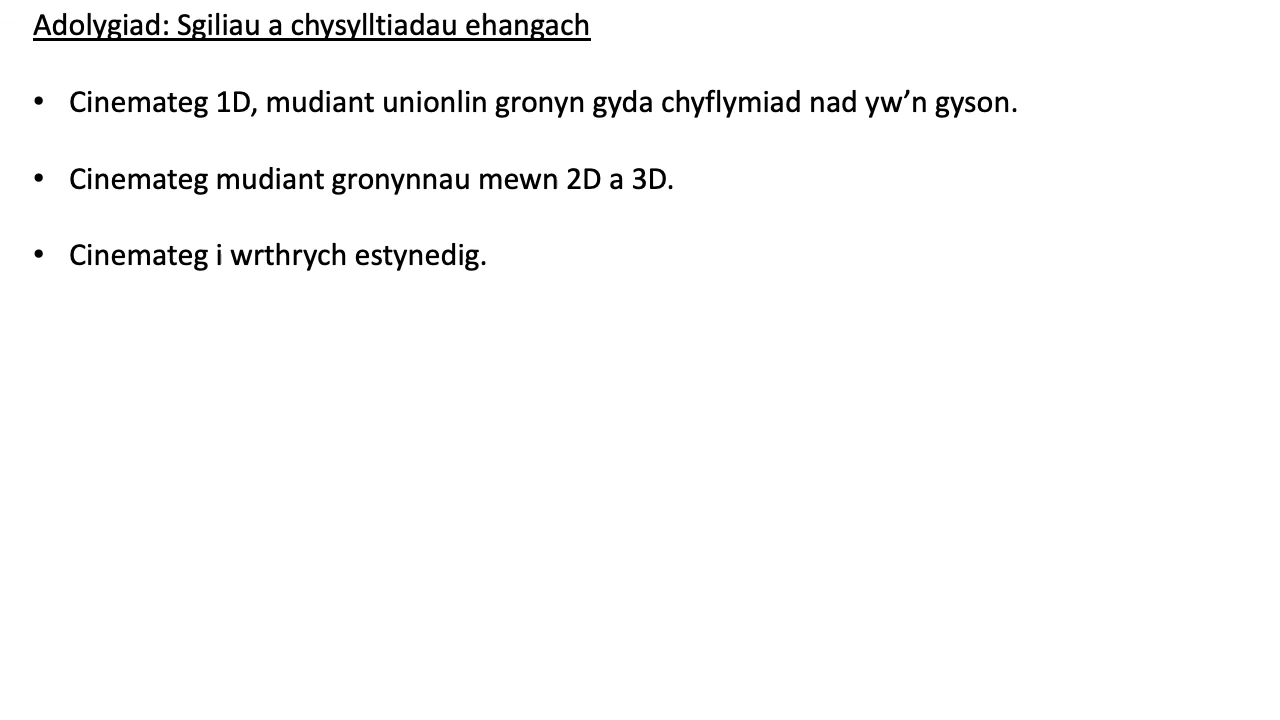 Adolygiad: Sgiliau a chysylltiadau ehangach
• Cinemateg 1D, mudiant unionlin gronyn gyda chyflymiad nad yw’n gyson.
• Cinemateg mudiant gronynnau mewn 2D a 3D.
• Cinemateg i wrthrych estynedig.